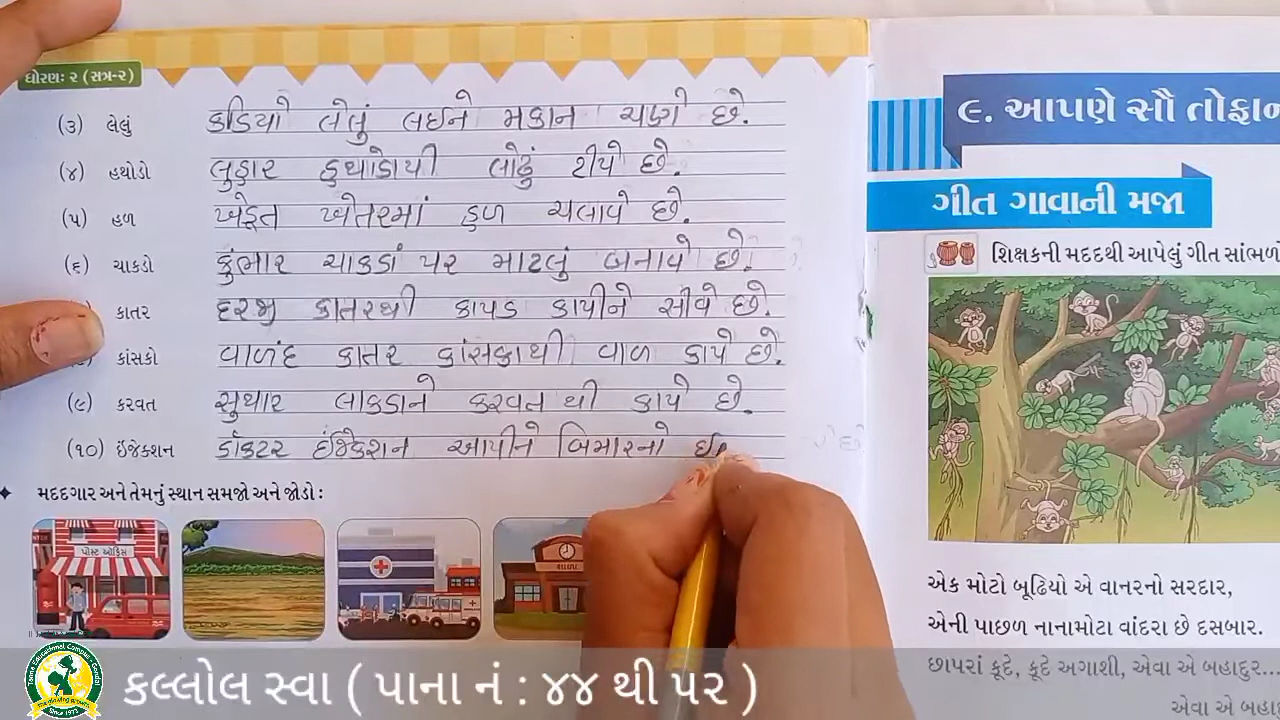 ધોરણઃ ૨ ( સત્ર-૨ )
(૩) લેલું કડિયો લેલું લઇને મકાન ચણે છે.
(૪) હથોડો લુહાર હથોડાથી લોઢું ટીપે છે.
(૫) હળ ખેડૂત ખેતરમાં હળ ચલાવે છે.
(૬) ચાકડો કુંભાર ચાકડાં પર માટલું બનાવે છે.
કાતર દરજી કાતરથી કાપડ કાપીને સીવે છે.
કાંસકો વાળંદ કાતર કાંસકાથી વાળ કાપે છે.
(૯) કરવત સુથાર લાકડાને કરવત થી કાપે છે.
(૧૦) ઇંજેક્શન ડૉક્ટર ઇંજેક્શન આપીને બિમારનો
મદદગાર અને તેમનું સ્થાન સમજો અને જોડો :
પોસ્ટ ઓફિસ
૯. આપણે સૌ તોફાન
ગીત ગાવાની મજા
શિક્ષકની મદદથી આપેલું ગીત સાંભળ
એક મોટો બૂઢિયો એ વાનરનો સરદાર,
એની પાછળ નાનામોટા વાંદરા છે દસબાર.
છાપરાં કૂદે, કૂદે અગાશી, એવા એ બહાદુર...
એવા એ બહા
કલ્લોલ સ્વા ( પાના નં : ૪૪ થી ૫૨ )